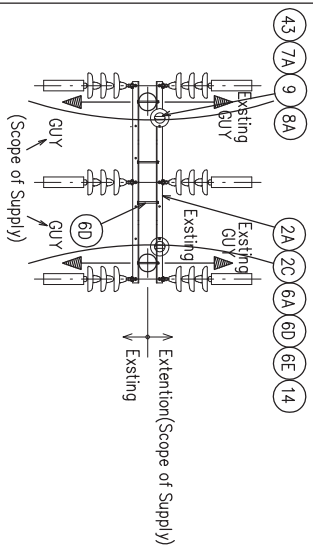 43 7A 9 8A 2A 2C 6A 6D 6E 14
Exsting
GUY
Exsting
GUY
Exsting
Extention(Scope of Supply)
Exsting
6D
GUY
GUY
(Scope of Supply)